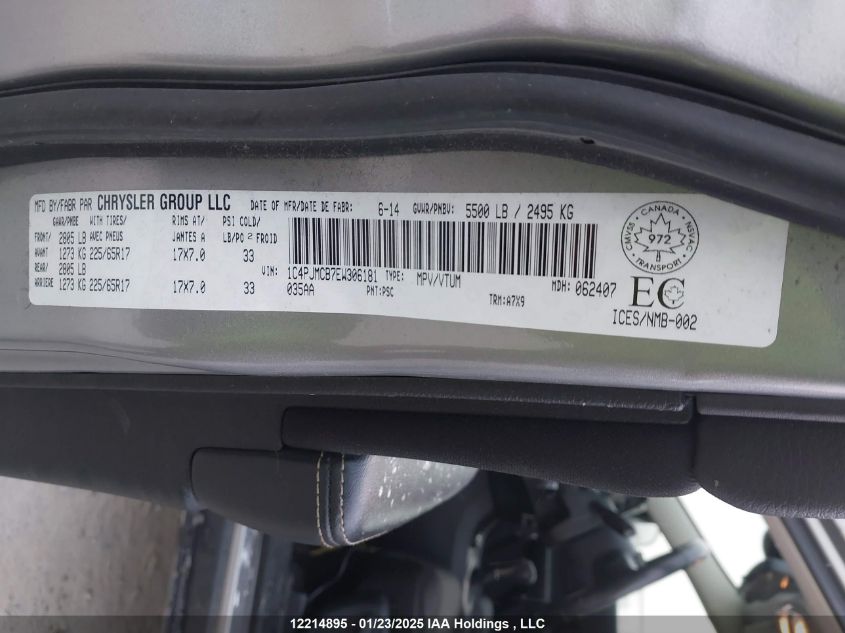 MFD BY/FABR PAR CHRYSLER GROUP LLC DATE OF MFR/DATE DE FABR: 6-14 GVWR/PNBV: 5500 LB / 2495 KG
GAWR/PNBE WITH TIRES/ RIMS AT/ PSI COLD/
FRONT/ 2805 LB AVEC PNEUS JANTES A LB/PO 2 FROID
AVANT 1273 KG 225/65R17 17X7.0 33
REAR/ 2805 LB
ARRIERE 1273 KG 225/65R17 17X7.0 33
VIN: 1C4PJMCB7EW306181 TYPE: MPV/VTUM MDH: 062407
035AA PNT:PSC TRM:A7X9
CANADA
MVSA 972 NSVAC
TRANSPORT
EC
ICES/NMB-002
12214895 - 01/23/2025 IAA Holdings , LLC